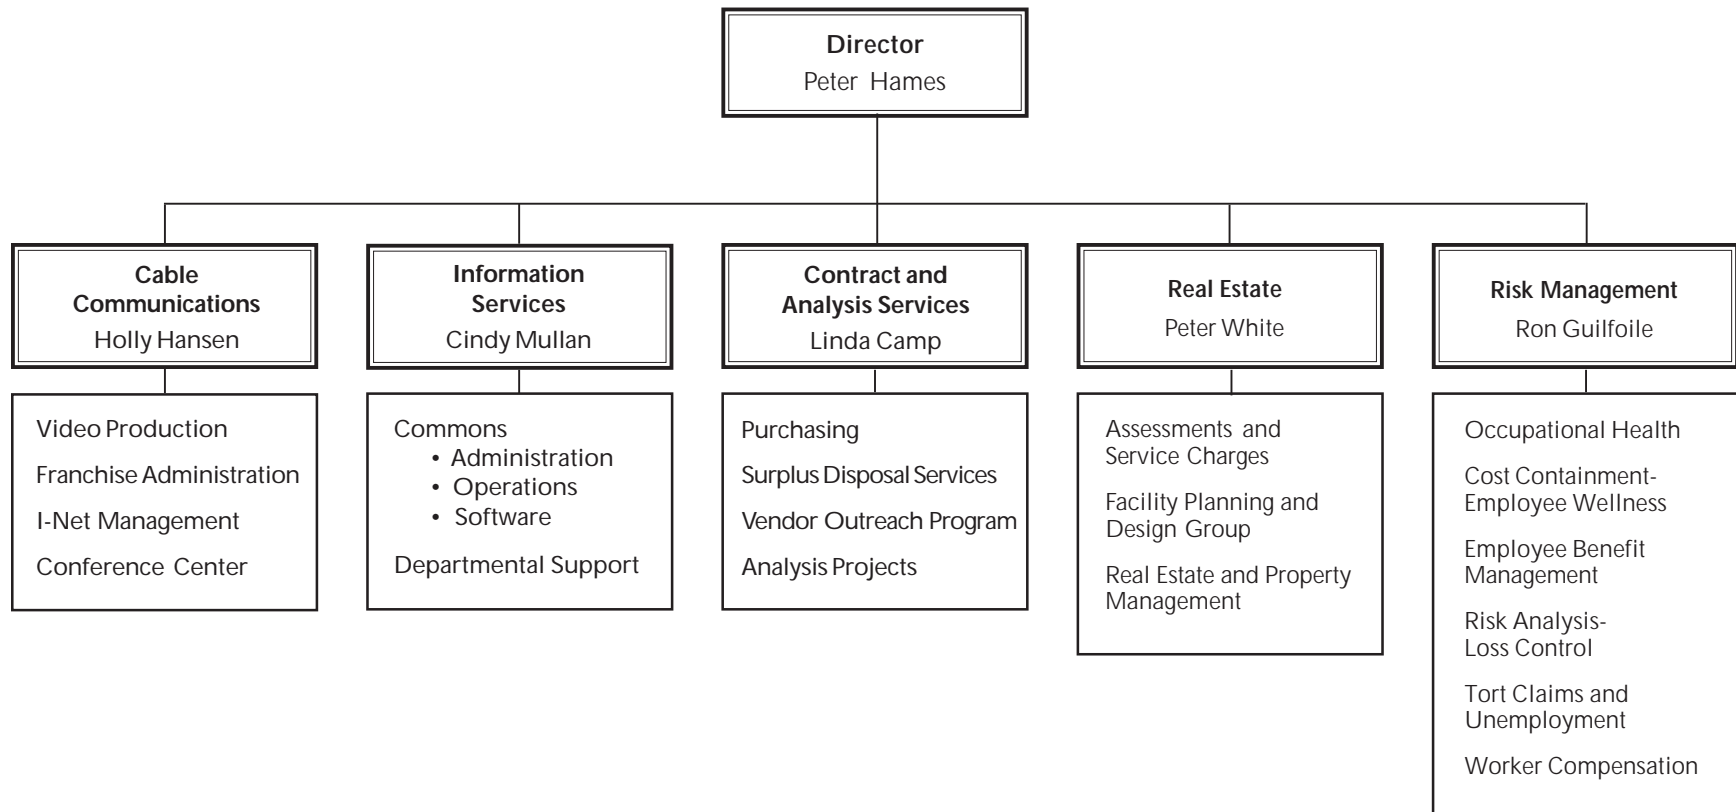 Director
Peter Hames
Cable
Communications
Holly Hansen
Video Production
Franchise Administration
I-Net Management
Conference Center
Information
Services
Cindy Mullan
Commons
• Administration
• Operations
• Software
Departmental Support
Contract and
Analysis Services
Linda Camp
Purchasing
Surplus Disposal Services
Vendor Outreach Program
Analysis Projects
Real Estate
Peter White
Assessments and
Service Charges
Facility Planning and
Design Group
Real Estate and Property
Management
Risk Management
Ron Guilfoile
Occupational Health
Cost Containment-
Employee Wellness
Employee Benefit
Management
Risk Analysis-
Loss Control
Tort Claims and
Unemployment
Worker Compensation